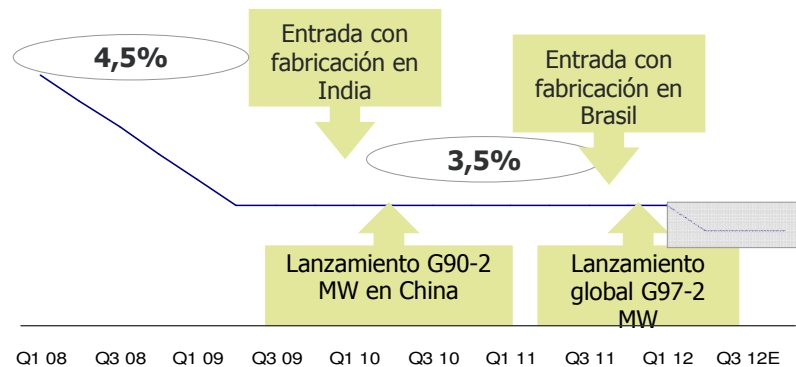 4,5%
Entrada con
fabricación en
India
Entrada con
fabricación en
Brasil
3,5%
Lanzamiento G90-2
MW en China
Lanzamiento
global G97-2
MW
Q1 08 Q3 08 Q1 09 Q3 09 Q1 10 Q3 10 Q1 11 Q3 11 Q1 12 Q3 12E